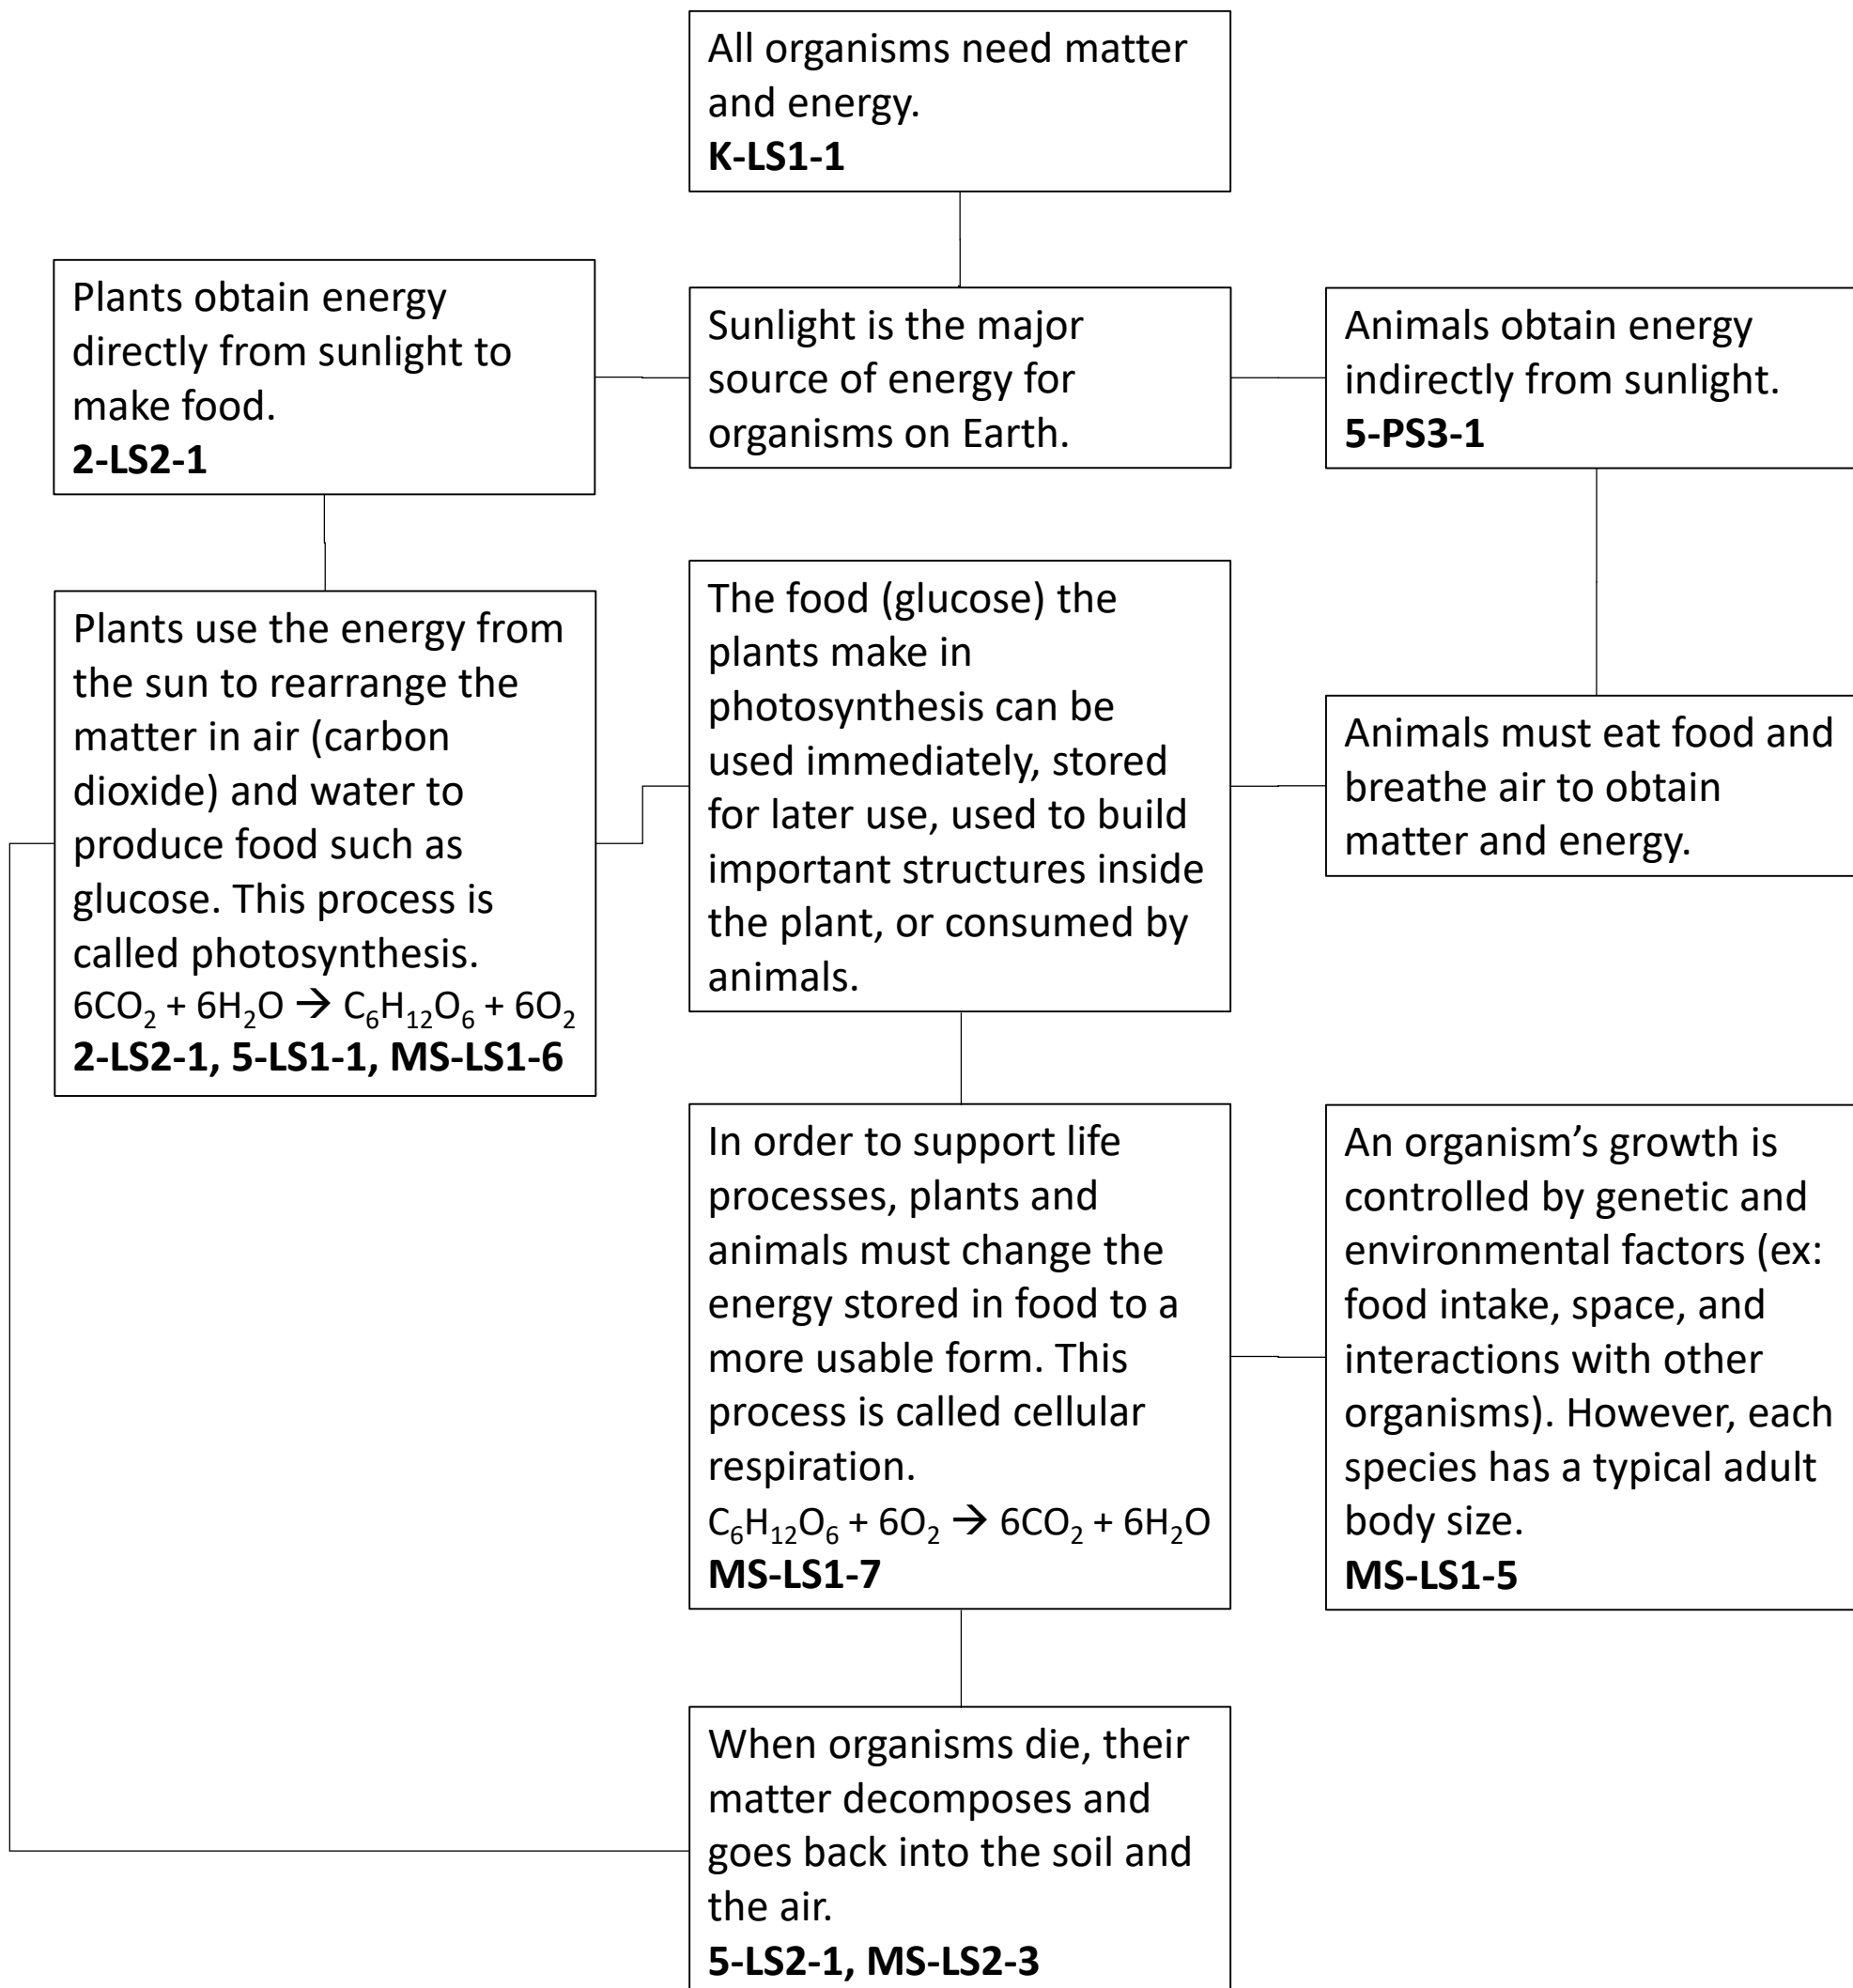 All organisms need matter
and energy.
K-LS1-1
Plants obtain energy
directly from sunlight to
make food.
2-LS2-1
Sunlight is the major
source of energy for
organisms on Earth.
Animals obtain energy
indirectly from sunlight.
5-PS3-1
Plants use the energy from
the sun to rearrange the
matter in air (carbon
dioxide) and water to
produce food such as
glucose. This process is
called photosynthesis.
6CO₂ + 6H₂O → C₆H₁₂O₆ + 6O₂
2-LS2-1, 5-LS1-1, MS-LS1-6
The food (glucose) the
plants make in
photosynthesis can be
used immediately, stored
for later use, used to build
important structures inside
the plant, or consumed by
animals.
Animals must eat food and
breathe air to obtain
matter and energy.
In order to support life
processes, plants and
animals must change the
energy stored in food to a
more usable form. This
process is called cellular
respiration.
C₆H₁₂O₆ + 6O₂ → 6CO₂ + 6H₂O
MS-LS1-7
An organism’s growth is
controlled by genetic and
environmental factors (ex:
food intake, space, and
interactions with other
organisms). However, each
species has a typical adult
body size.
MS-LS1-5
When organisms die, their
matter decomposes and
goes back into the soil and
the air.
5-LS2-1, MS-LS2-3